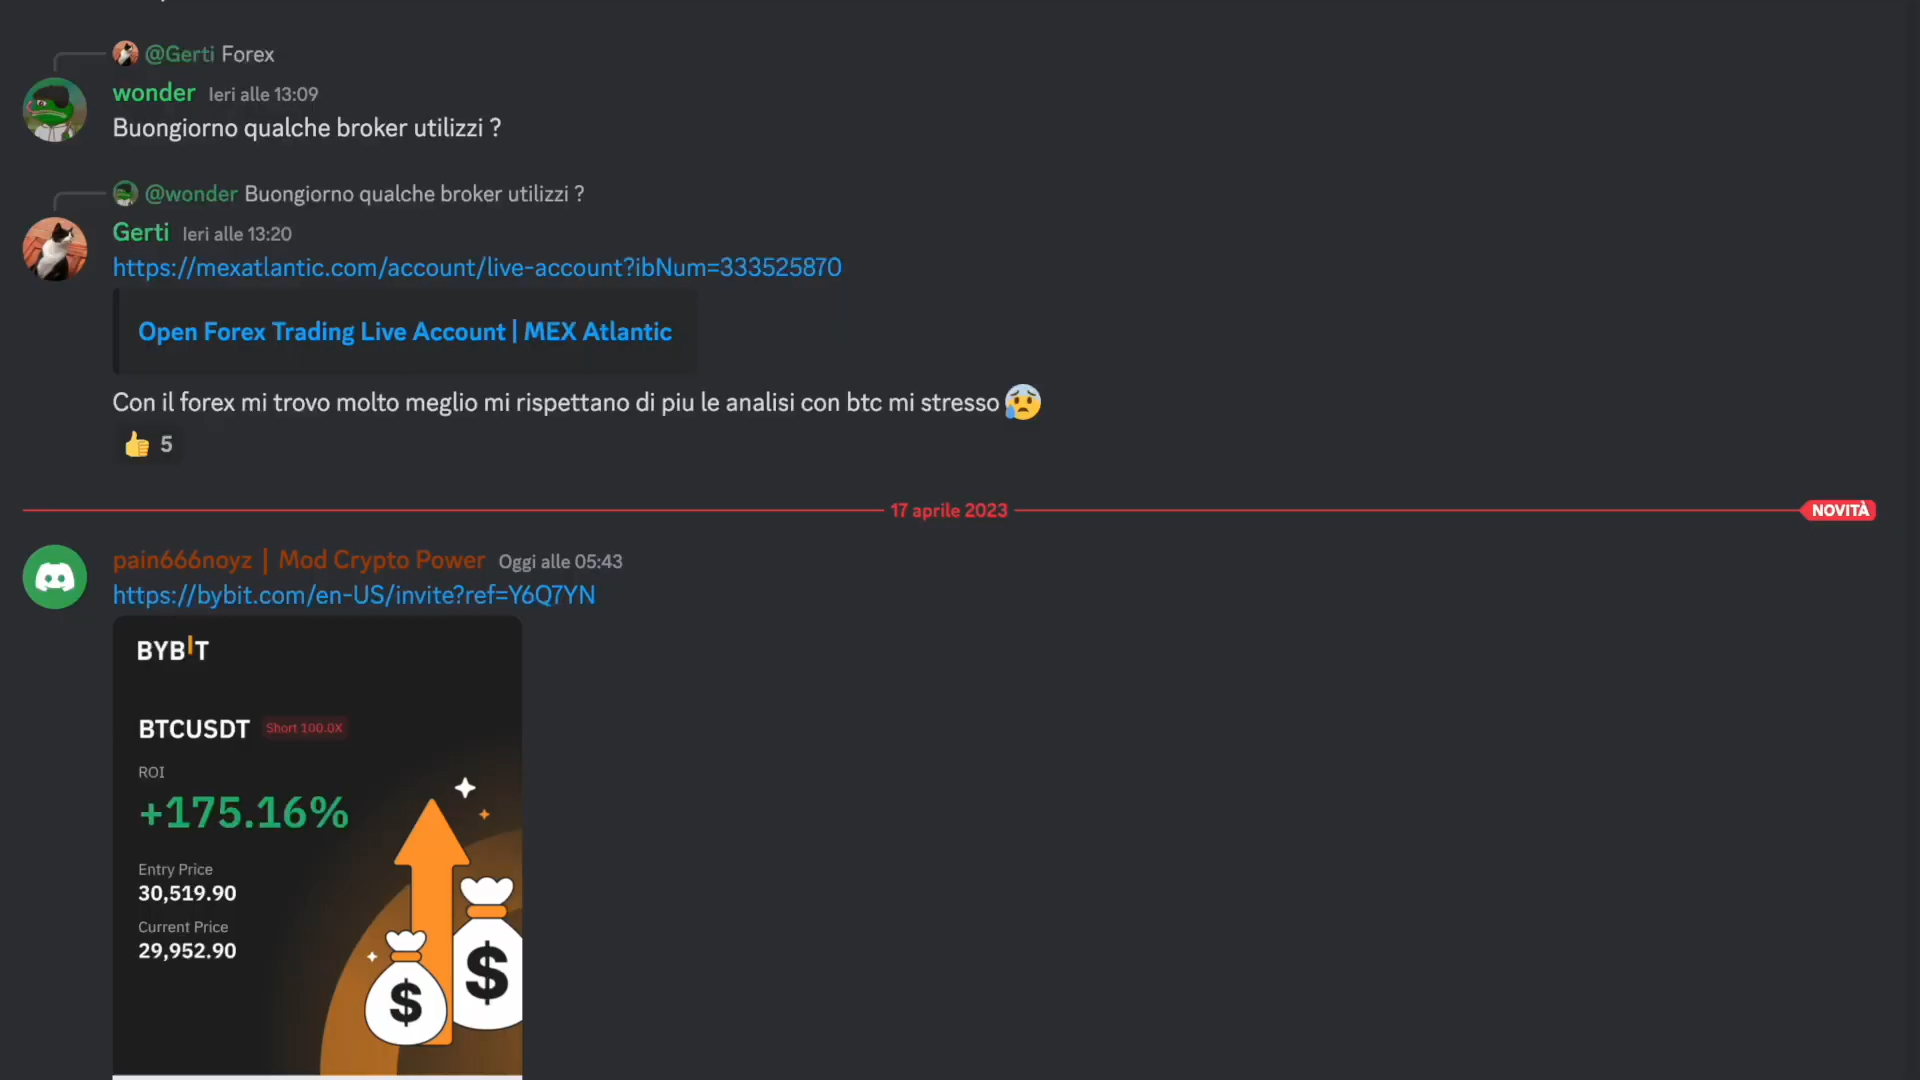 @Gerti Forex
wonder Ieri alle 13:09
Buongiorno qualche broker utilizzi ?
@wonder Buongiorno qualche broker utilizzi ?
Gerti Ieri alle 13:20
https://mexatlantic.com/account/live-account?ibNum=333525870
Open Forex Trading Live Account | MEX Atlantic
Con il forex mi trovo molto meglio mi rispettano di piu le analisi con btc mi stresso 😰
👍 5
17 aprile 2023 NOVITÀ
pain666noyz | Mod Crypto Power Oggi alle 05:43
https://bybit.com/en-US/invite?ref=Y6Q7YN
BYBIT
BTCUSDT Short 100.0X
ROI
+175.16%
Entry Price
30,519.90
Current Price
29,952.90
$ $